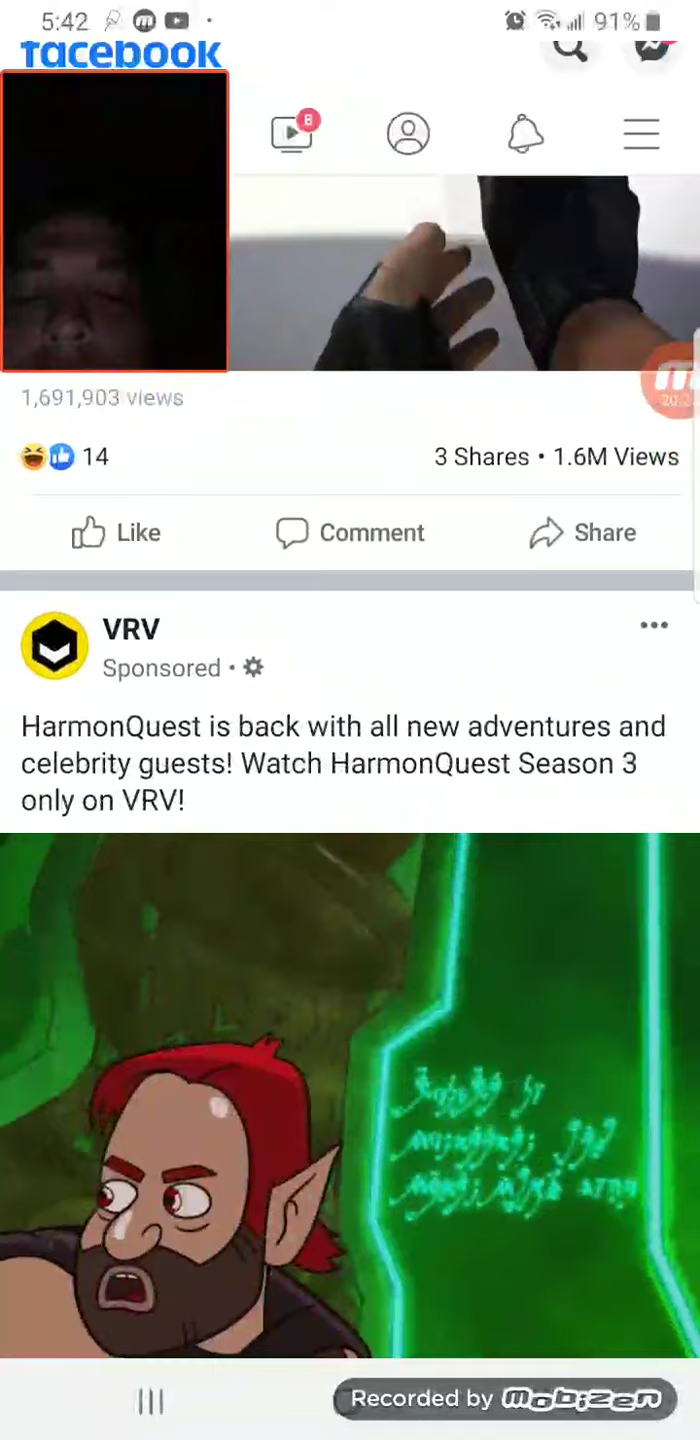 5:42
91%
facebook
8
1,691,903 views
14
3 Shares • 1.6M Views
Like
Comment
Share
VRV
Sponsored •
HarmonQuest is back with all new adventures and
celebrity guests! Watch HarmonQuest Season 3
only on VRV!
Recorded by mobizen